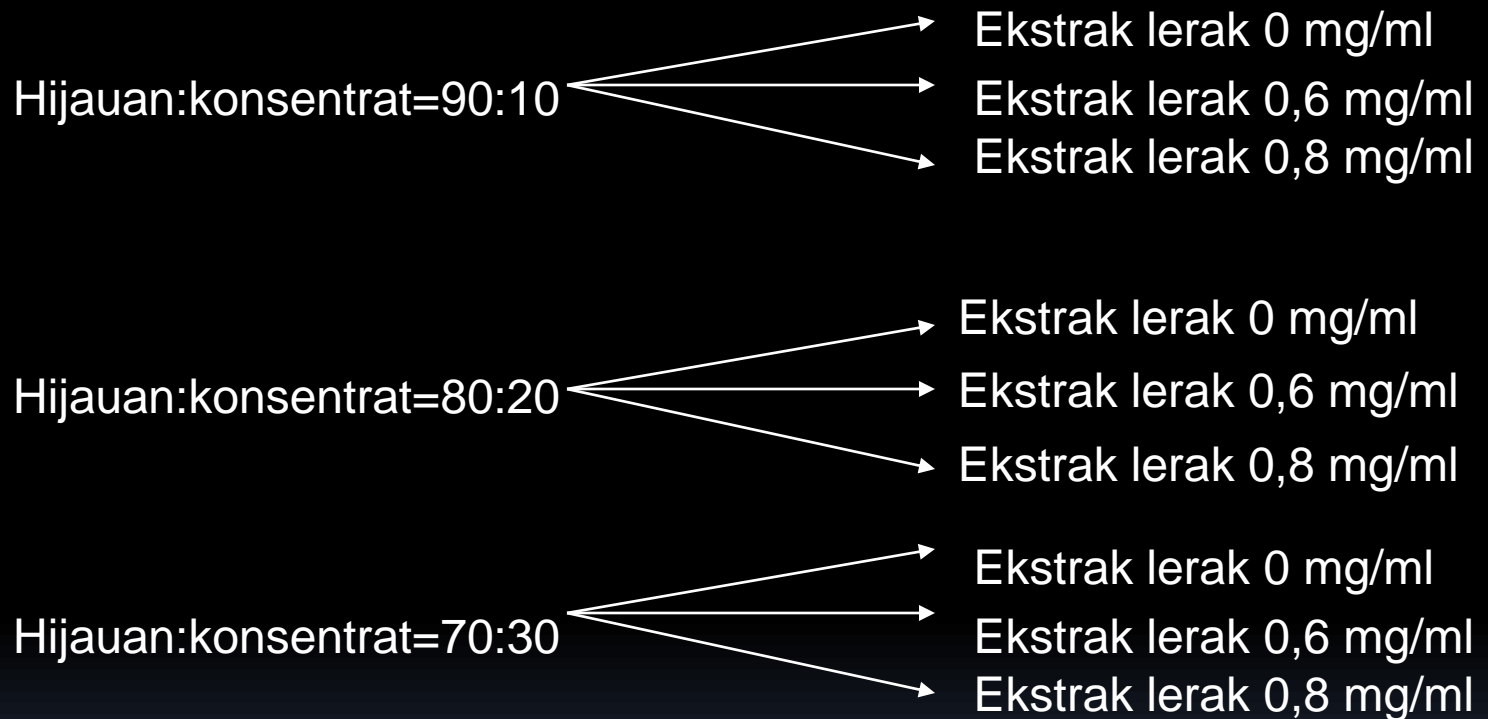 Hijauan:konsentrat=90:10
Ekstrak lerak 0 mg/ml
Ekstrak lerak 0,6 mg/ml
Ekstrak lerak 0,8 mg/ml
Hijauan:konsentrat=80:20
Ekstrak lerak 0 mg/ml
Ekstrak lerak 0,6 mg/ml
Ekstrak lerak 0,8 mg/ml
Hijauan:konsentrat=70:30
Ekstrak lerak 0 mg/ml
Ekstrak lerak 0,6 mg/ml
Ekstrak lerak 0,8 mg/ml